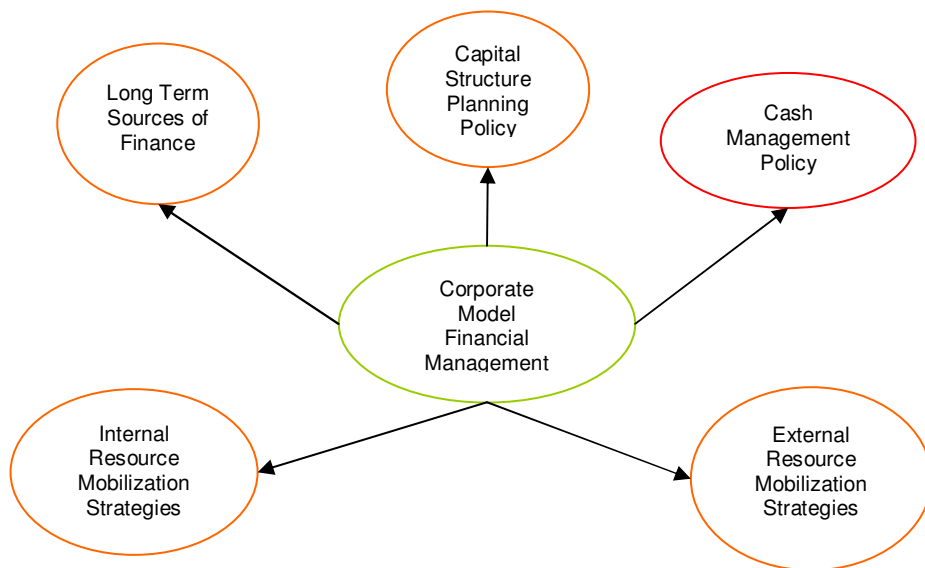 Long Term
Sources of
Finance
Capital
Structure
Planning
Policy
Cash
Management
Policy
Corporate
Model
Financial
Management
Internal
Resource
Mobilization
Strategies
External
Resource
Mobilization
Strategies